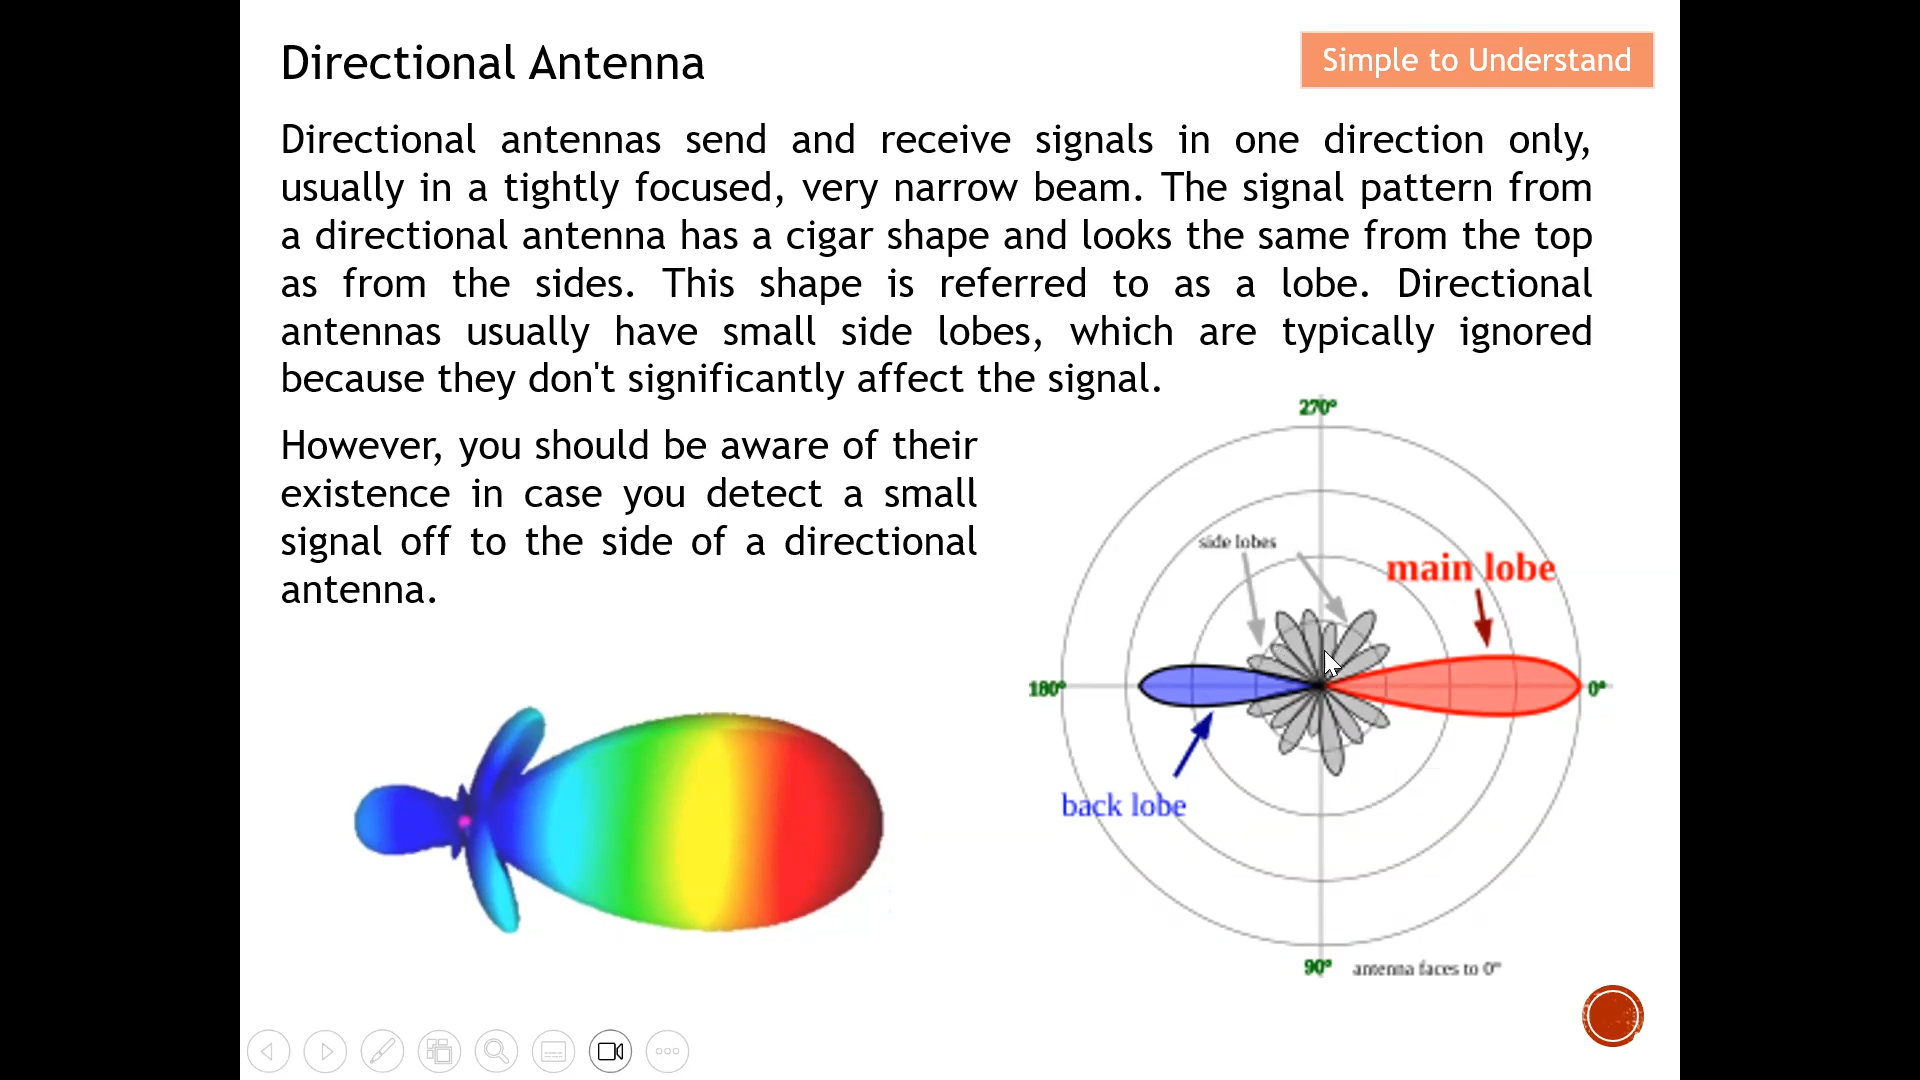 Directional Antenna
Simple to Understand
Directional antennas send and receive signals in one direction only,
usually in a tightly focused, very narrow beam. The signal pattern from
a directional antenna has a cigar shape and looks the same from the top
as from the sides. This shape is referred to as a lobe. Directional
antennas usually have small side lobes, which are typically ignored
because they don't significantly affect the signal.
However, you should be aware of their
existence in case you detect a small
signal off to the side of a directional
antenna.
270°
side lobes
main lobe
180°
0°
back lobe
90°
antenna faces to 0°